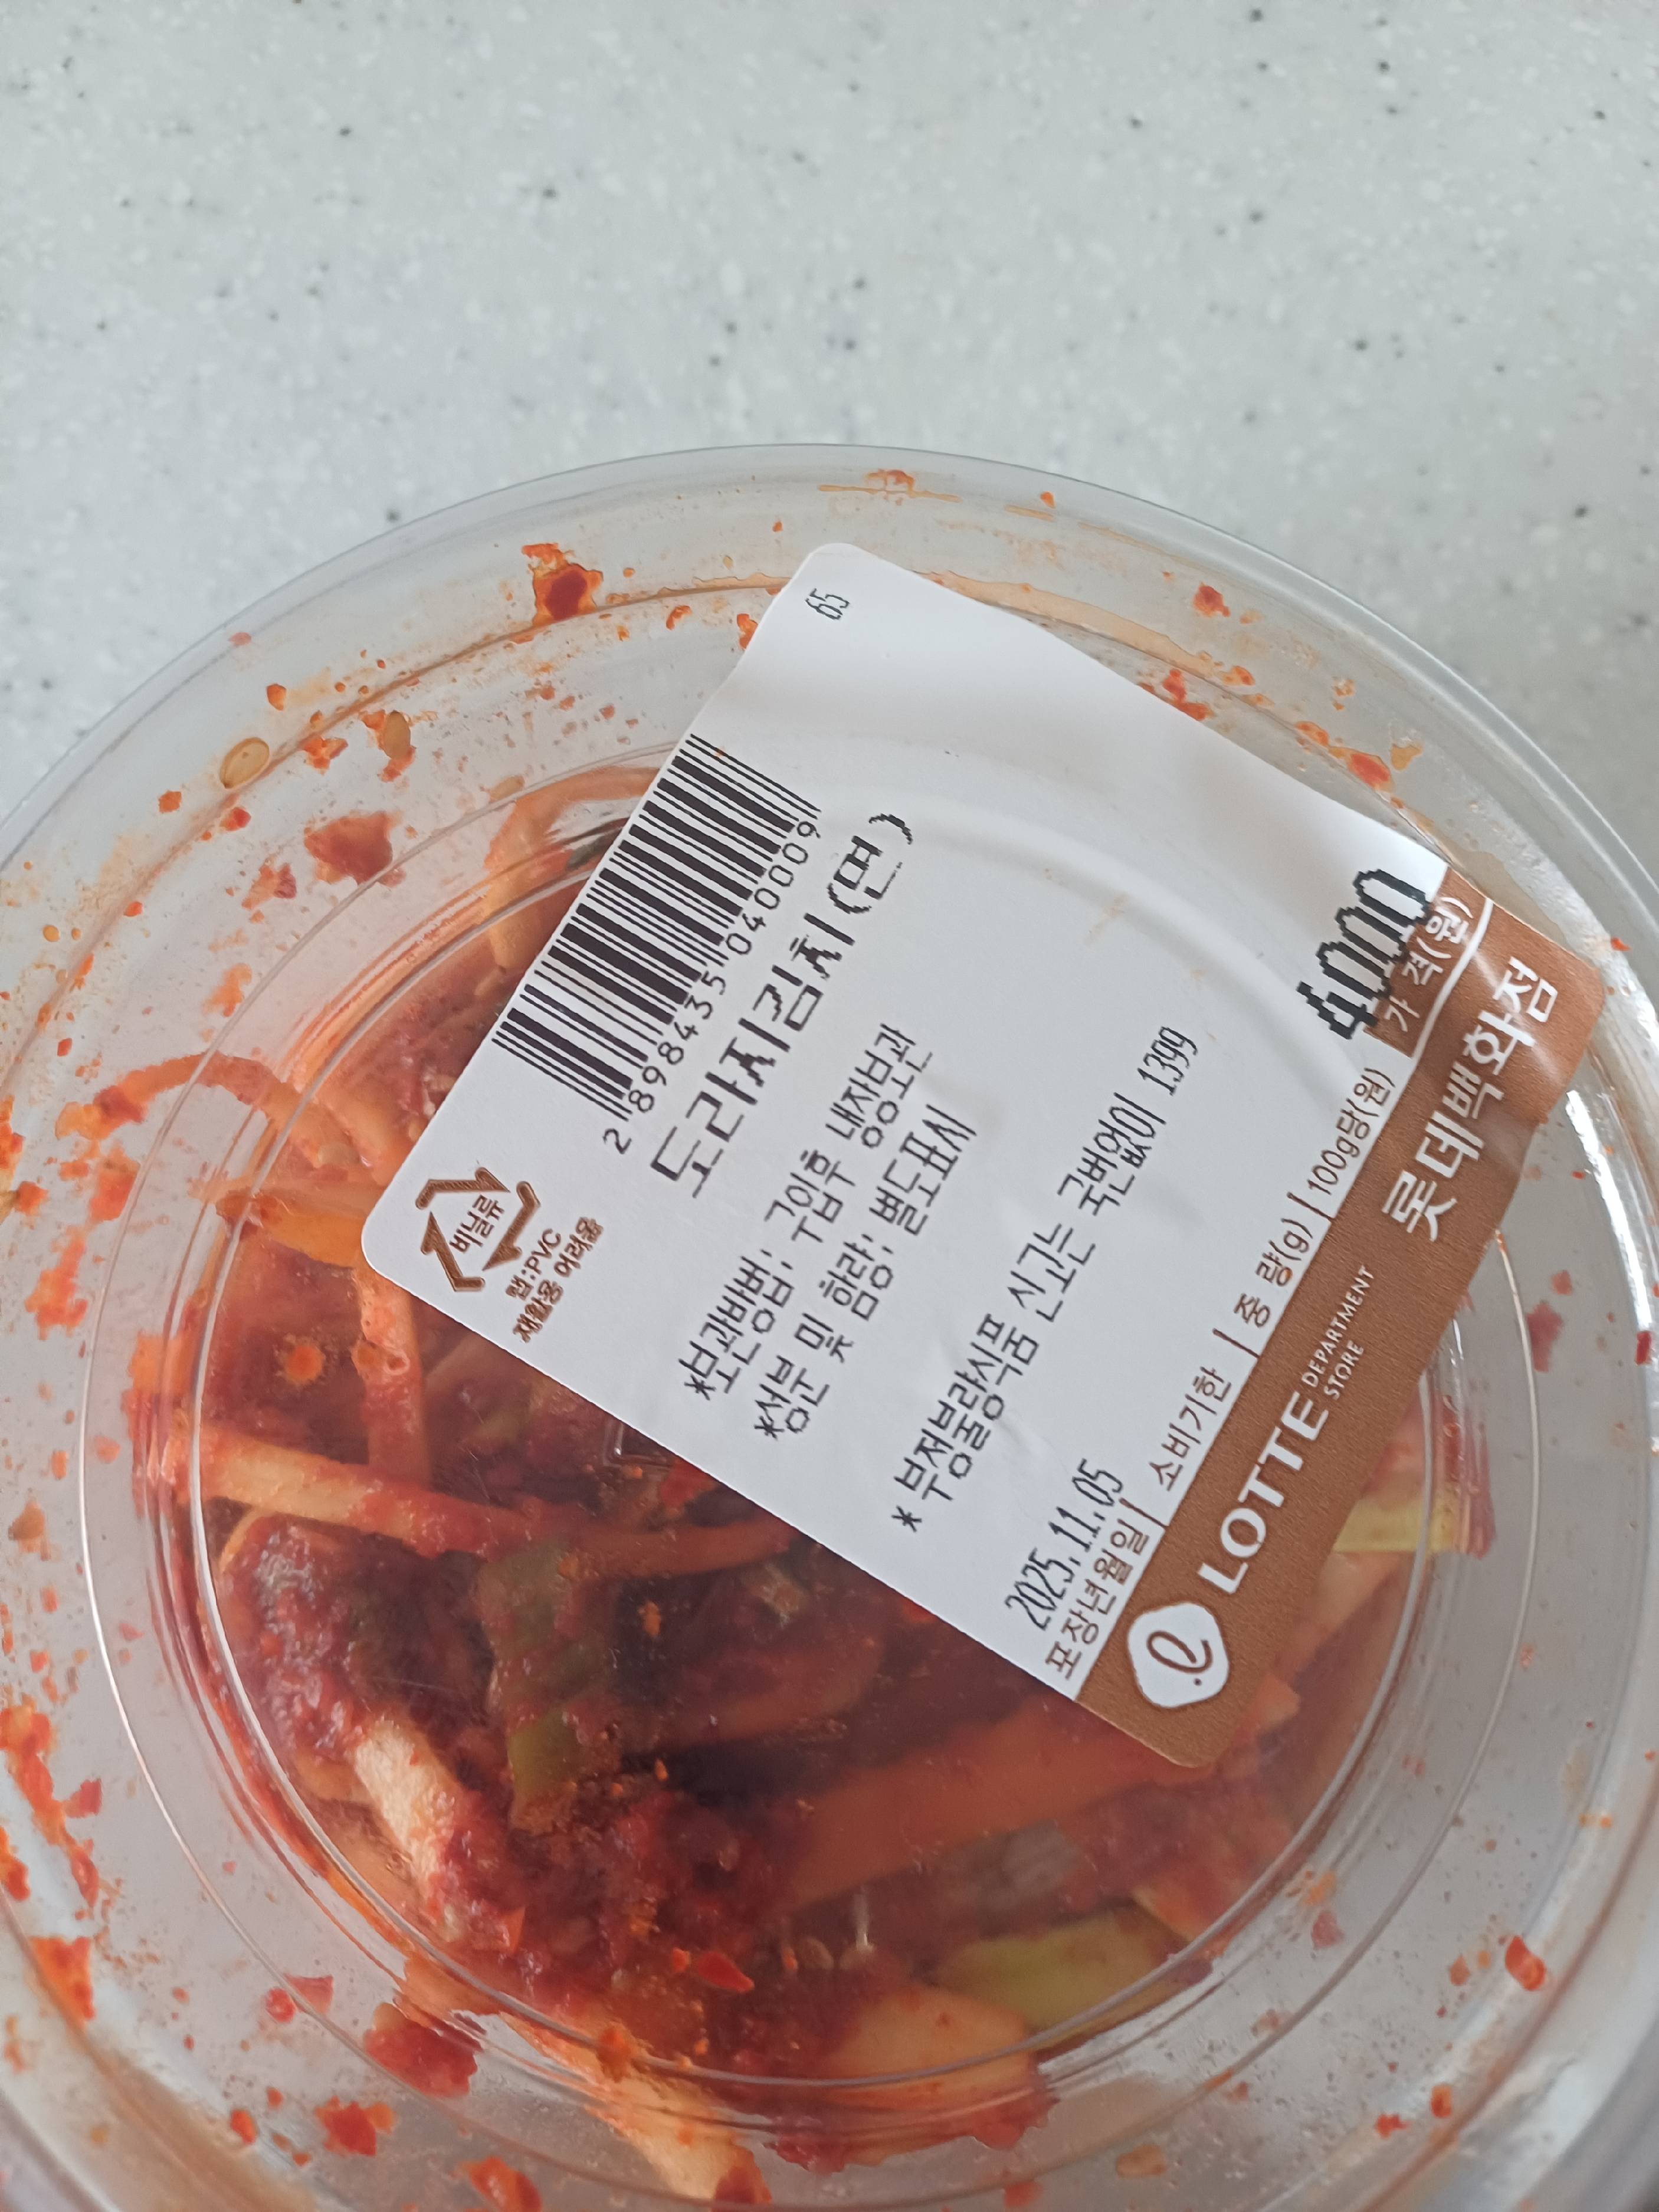 65
2 898435 040009
도라지김치(면)
비닐류
랩:PVC
재활용 어려움
*보관방법; 구입후 냉장보관
*성분 및 함량; 별도표시
* 부정불량식품 신고는 국번없이 1399
2025.11.05
4000
포장년월일 | 소비기한 | 중 량(g) | 100g당(원) 가 격(원)
LOTTE DEPARTMENT STORE 롯데백화점